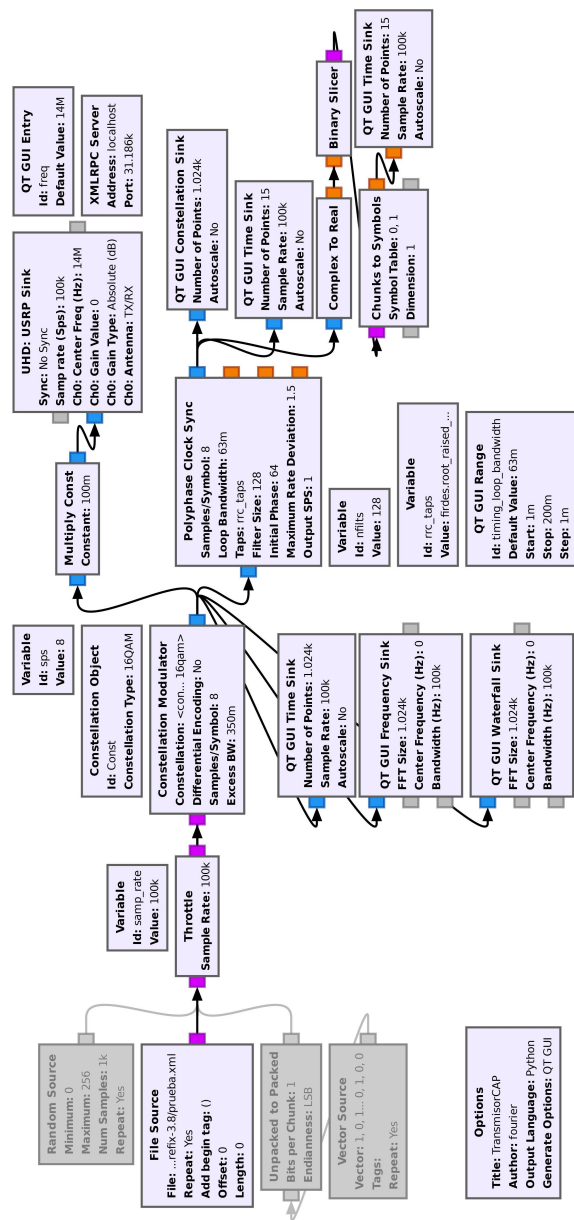 Random Source
Minimum: 0
Maximum: 256
Num Samples: 1k
Repeat: Yes
File Source
File: ...refix-3.8/prueba.xml
Repeat: Yes
Add begin tag: ()
Offset: 0
Length: 0
Unpacked to Packed
Bits per Chunk: 1
Endianness: LSB
Vector Source
Vector: 1, 0, 1... 0, 1, 0, 0
Tags:
Repeat: Yes
Options
Title: TransmisorCAP
Author: fourier
Output Language: Python
Generate Options: QT GUI
Variable
Id: samp_rate
Value: 100k
Throttle
Sample Rate: 100k
Variable
Id: sps
Value: 8
Constellation Object
Id: Const
Constellation Type: 16QAM
Constellation Modulator
Constellation: <con... 16qam>
Differential Encoding: No
Samples/Symbol: 8
Excess BW: 350m
QT GUI Time Sink
Number of Points: 1.024k
Sample Rate: 100k
Autoscale: No
QT GUI Frequency Sink
FFT Size: 1.024k
Center Frequency (Hz): 0
Bandwidth (Hz): 100k
QT GUI Waterfall Sink
FFT Size: 1.024k
Center Frequency (Hz): 0
Bandwidth (Hz): 100k
Multiply Const
Constant: 100m
Polyphase Clock Sync
Samples/Symbol: 8
Loop Bandwidth: 63m
Taps: rrc_taps
Filter Size: 128
Initial Phase: 64
Maximum Rate Deviation: 1.5
Output SPS: 1
Variable
Id: nfilts
Value: 128
Variable
Id: rrc_taps
Value: firdes.root_raised_...
QT GUI Range
Id: timing_loop_bandwidth
Default Value: 63m
Start: 1m
Stop: 200m
Step: 1m
UHD: USRP Sink
Sync: No Sync
Samp rate (Sps): 100k
Ch0: Center Freq (Hz): 14M
Ch0: Gain Value: 0
Ch0: Gain Type: Absolute (dB)
Ch0: Antenna: TX/RX
QT GUI Entry
Id: freq
Default Value: 14M
XMLRPC Server
Address: localhost
Port: 31.186k
QT GUI Constellation Sink
Number of Points: 1.024k
Autoscale: No
QT GUI Time Sink
Number of Points: 15
Sample Rate: 100k
Autoscale: No
Complex To Real
Binary Slicer
Chunks to Symbols
Symbol Table: 0, 1
Dimension: 1
QT GUI Time Sink
Number of Points: 15
Sample Rate: 100k
Autoscale: No